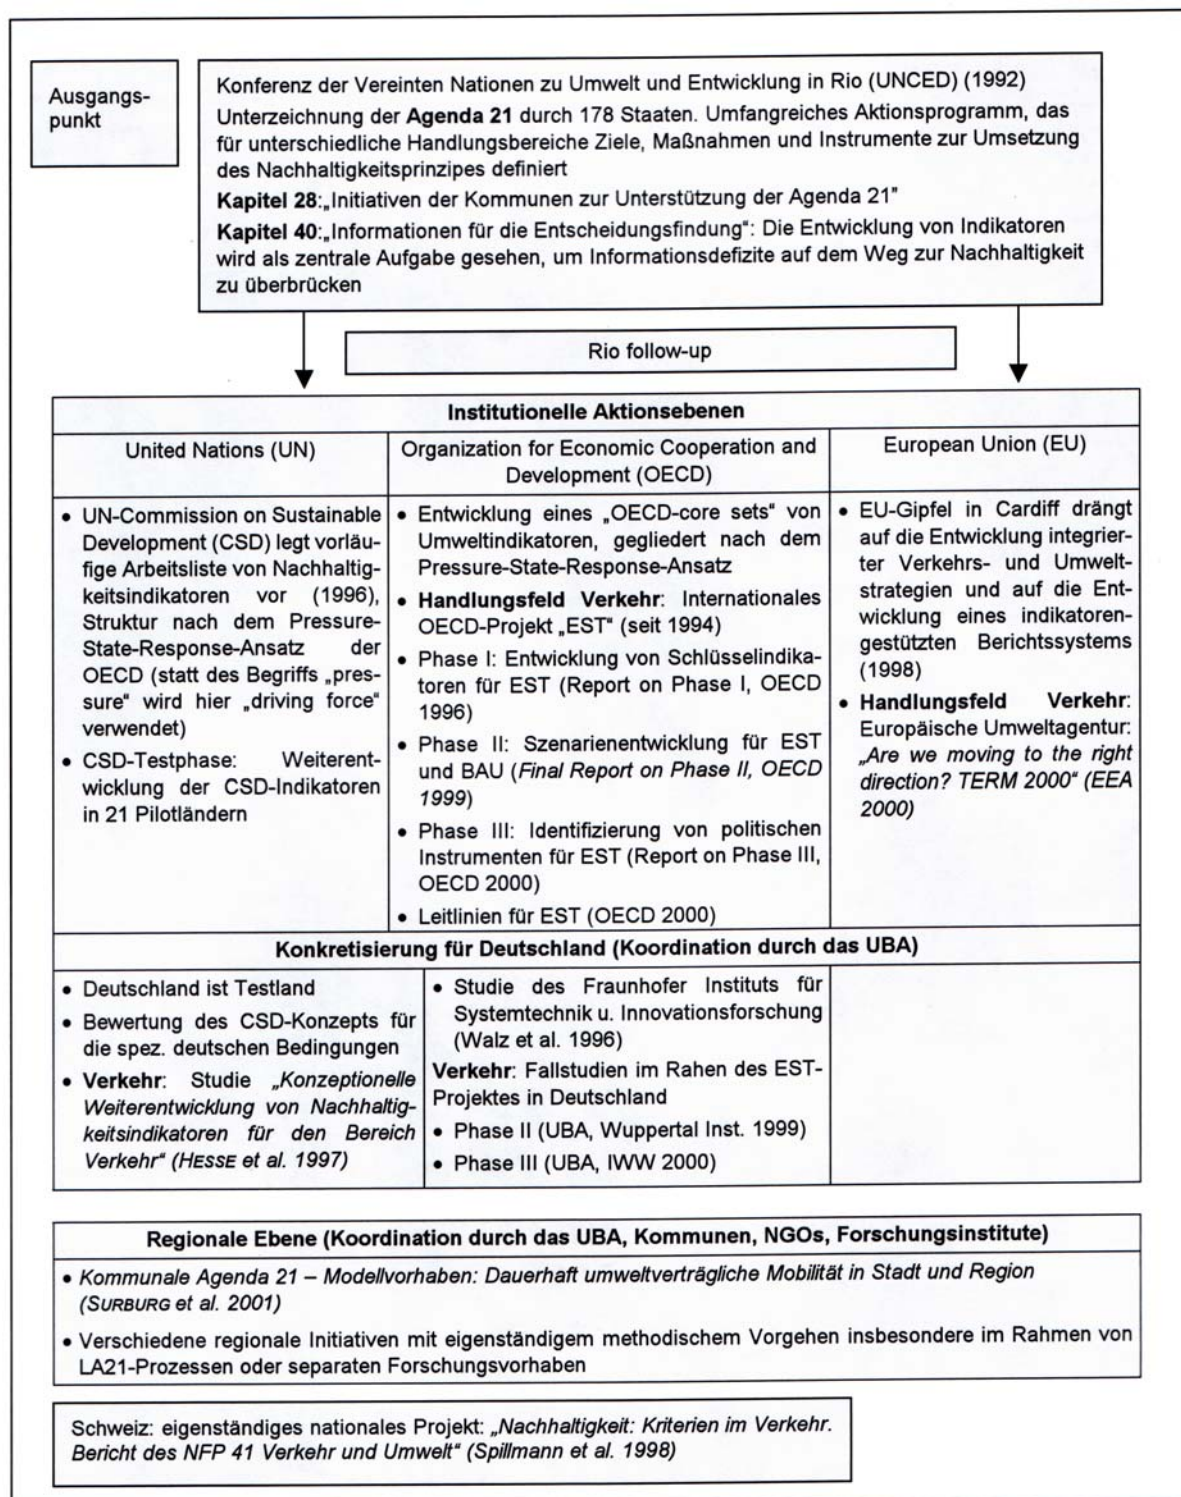 Ausgangs-
punkt
Konferenz der Vereinten Nationen zu Umwelt und Entwicklung in Rio (UNCED) (1992)
Unterzeichnung der Agenda 21 durch 178 Staaten. Umfangreiches Aktionsprogramm, das
für unterschiedliche Handlungsbereiche Ziele, Maßnahmen und Instrumente zur Umsetzung
des Nachhaltigkeitsprinzipes definiert
Kapitel 28:„Initiativen der Kommunen zur Unterstützung der Agenda 21”
Kapitel 40:„Informationen für die Entscheidungsfindung“: Die Entwicklung von Indikatoren
wird als zentrale Aufgabe gesehen, um Informationsdefizite auf dem Weg zur Nachhaltigkeit
zu überbrücken
Rio follow-up
Institutionelle Aktionsebenen
United Nations (UN)
Organization for Economic Cooperation and
Development (OECD)
European Union (EU)
• UN-Commission on Sustainable
Development (CSD) legt vorläu-
fige Arbeitsliste von Nachhaltig-
keitsindikatoren vor (1996),
Struktur nach dem Pressure-
State-Response-Ansatz der
OECD (statt des Begriffs „pres-
sure“ wird hier „driving force“
verwendet)
• CSD-Testphase: Weiterent-
wicklung der CSD-Indikatoren
in 21 Pilotländern
• Entwicklung eines „OECD-core sets“ von
Umweltindikatoren, gegliedert nach dem
Pressure-State-Response-Ansatz
• Handlungsfeld Verkehr: Internationales
OECD-Projekt „EST“ (seit 1994)
• Phase I: Entwicklung von Schlüsselindika-
toren für EST (Report on Phase I, OECD
1996)
• Phase II: Szenarienentwicklung für EST
und BAU (Final Report on Phase II, OECD
1999)
• Phase III: Identifizierung von politischen
Instrumenten für EST (Report on Phase III,
OECD 2000)
• Leitlinien für EST (OECD 2000)
• EU-Gipfel in Cardiff drängt
auf die Entwicklung integrier-
ter Verkehrs- und Umwelt-
strategien und auf die Ent-
wicklung eines indikatoren-
gestützten Berichtssystems
(1998)
• Handlungsfeld Verkehr:
Europäische Umweltagentur:
„Are we moving to the right
direction? TERM 2000“ (EEA
2000)
Konkretisierung für Deutschland (Koordination durch das UBA)
• Deutschland ist Testland
• Bewertung des CSD-Konzepts für
die spez. deutschen Bedingungen
• Verkehr: Studie „Konzeptionelle
Weiterentwicklung von Nachhaltig-
keitsindikatoren für den Bereich
Verkehr“ (HESSE et al. 1997)
• Studie des Fraunhofer Instituts für
Systemtechnik u. Innovationsforschung
(Walz et al. 1996)
Verkehr: Fallstudien im Rahen des EST-
Projektes in Deutschland
• Phase II (UBA, Wuppertal Inst. 1999)
• Phase III (UBA, IWW 2000)
Regionale Ebene (Koordination durch das UBA, Kommunen, NGOs, Forschungsinstitute)
• Kommunale Agenda 21 – Modellvorhaben: Dauerhaft umweltverträgliche Mobilität in Stadt und Region
(SURBURG et al. 2001)
• Verschiedene regionale Initiativen mit eigenständigem methodischem Vorgehen insbesondere im Rahmen von
LA21-Prozessen oder separaten Forschungsvorhaben
Schweiz: eigenständiges nationales Projekt: „Nachhaltigkeit: Kriterien im Verkehr.
Bericht des NFP 41 Verkehr und Umwelt“ (Spillmann et al. 1998)